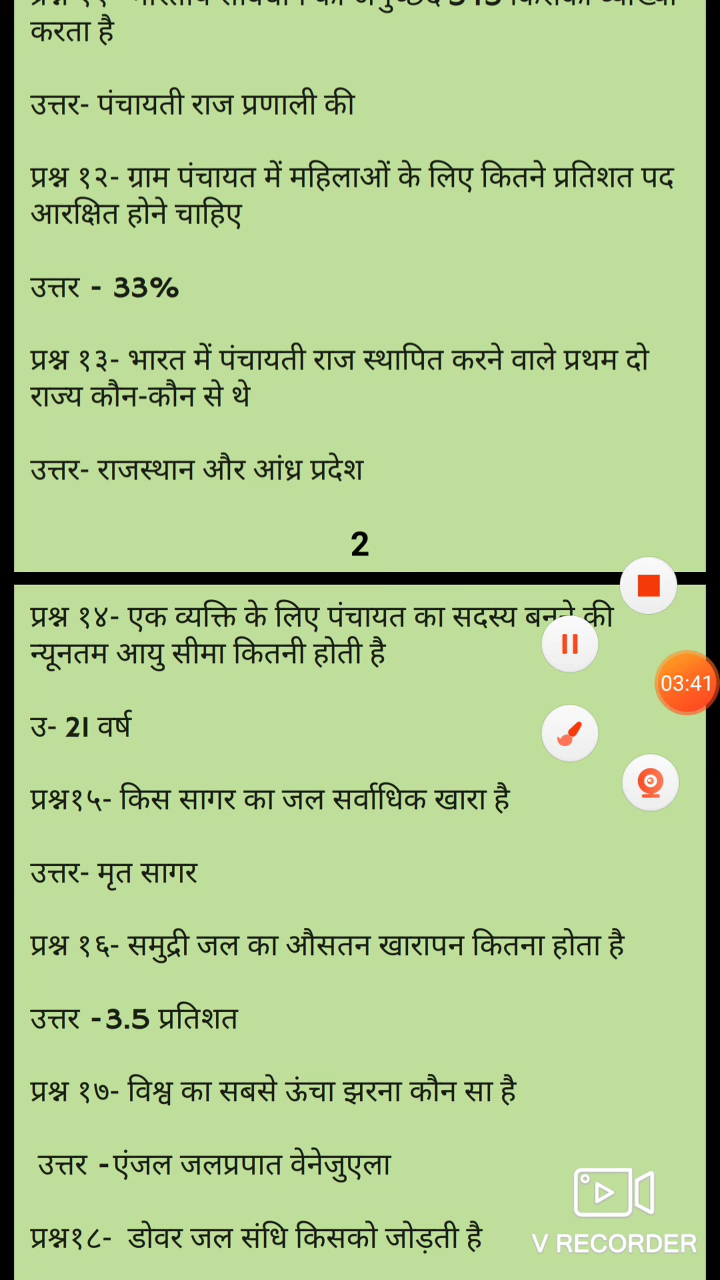 करता है
उत्तर- पंचायती राज प्रणाली की
प्रश्न १२- ग्राम पंचायत में महिलाओं के लिए कितने प्रतिशत पद
आरक्षित होने चाहिए
उत्तर - 33%
प्रश्न १३- भारत में पंचायती राज स्थापित करने वाले प्रथम दो
राज्य कौन-कौन से थे
उत्तर- राजस्थान और आंध्र प्रदेश
2
प्रश्न १४- एक व्यक्ति के लिए पंचायत का सदस्य बनने की
न्यूनतम आयु सीमा कितनी होती है
03:41
उ- 21 वर्ष
प्रश्न१५- किस सागर का जल सर्वाधिक खारा है
उत्तर- मृत सागर
प्रश्न १६- समुद्री जल का औसतन खारापन कितना होता है
उत्तर -3.5 प्रतिशत
प्रश्न १७- विश्व का सबसे ऊंचा झरना कौन सा है
उत्तर -एंजल जलप्रपात वेनेजुएला
प्रश्न१८- डोवर जल संधि किसको जोड़ती है
V RECORDER